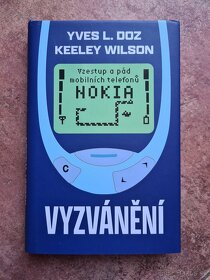 YVES L. DOZ
KEELEY WILSON
Vzestup a pád
mobilních telefonů
NOKIA
C
VYZVÁNĚNÍ